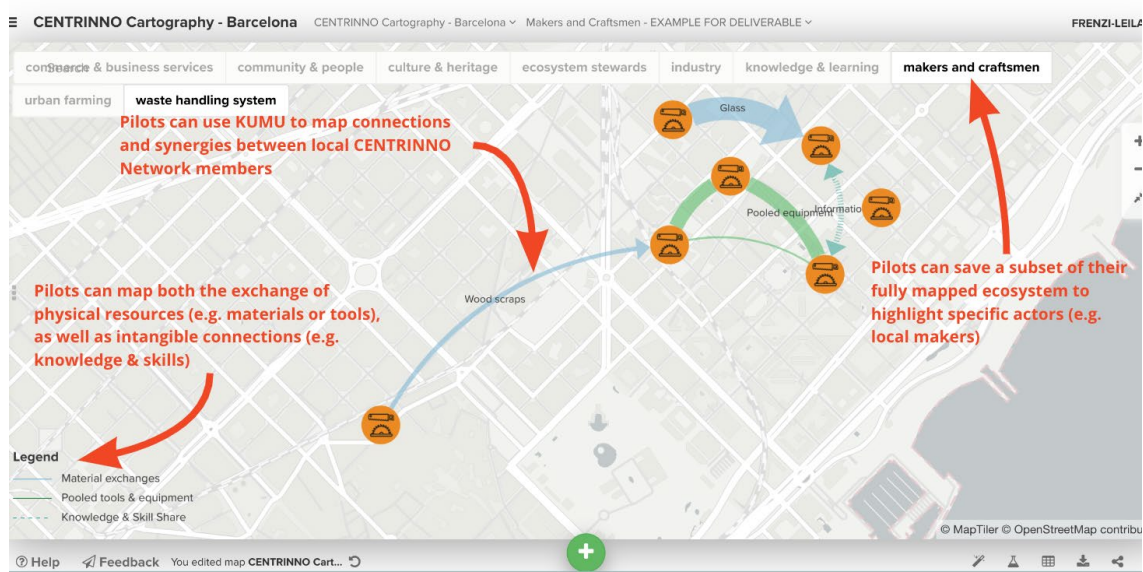 CENTRINNO Cartography - Barcelona CENTRINNO Cartography - Barcelona Makers and Craftsmen - EXAMPLE FOR DELIVERABLE FRENZI-LEILA
Search
commerce & business services community & people culture & heritage ecosystem stewards industry knowledge & learning makers and craftsmen
urban farming waste handling system
Pilots can use KUMU to map connections
and synergies between local CENTRINNO
Network members
Glass
Pooled equipment
Informatio
Wood scraps
Pilots can map both the exchange of
physical resources (e.g. materials or tools),
as well as intangible connections (e.g.
knowledge & skills)
Pilots can save a subset of their
fully mapped ecosystem to
highlight specific actors (e.g.
local makers)
Legend
Material exchanges
Pooled tools & equipment
Knowledge & Skill Share
© MapTiler © OpenStreetMap contribu
Help Feedback You edited map CENTRINNO Cart...